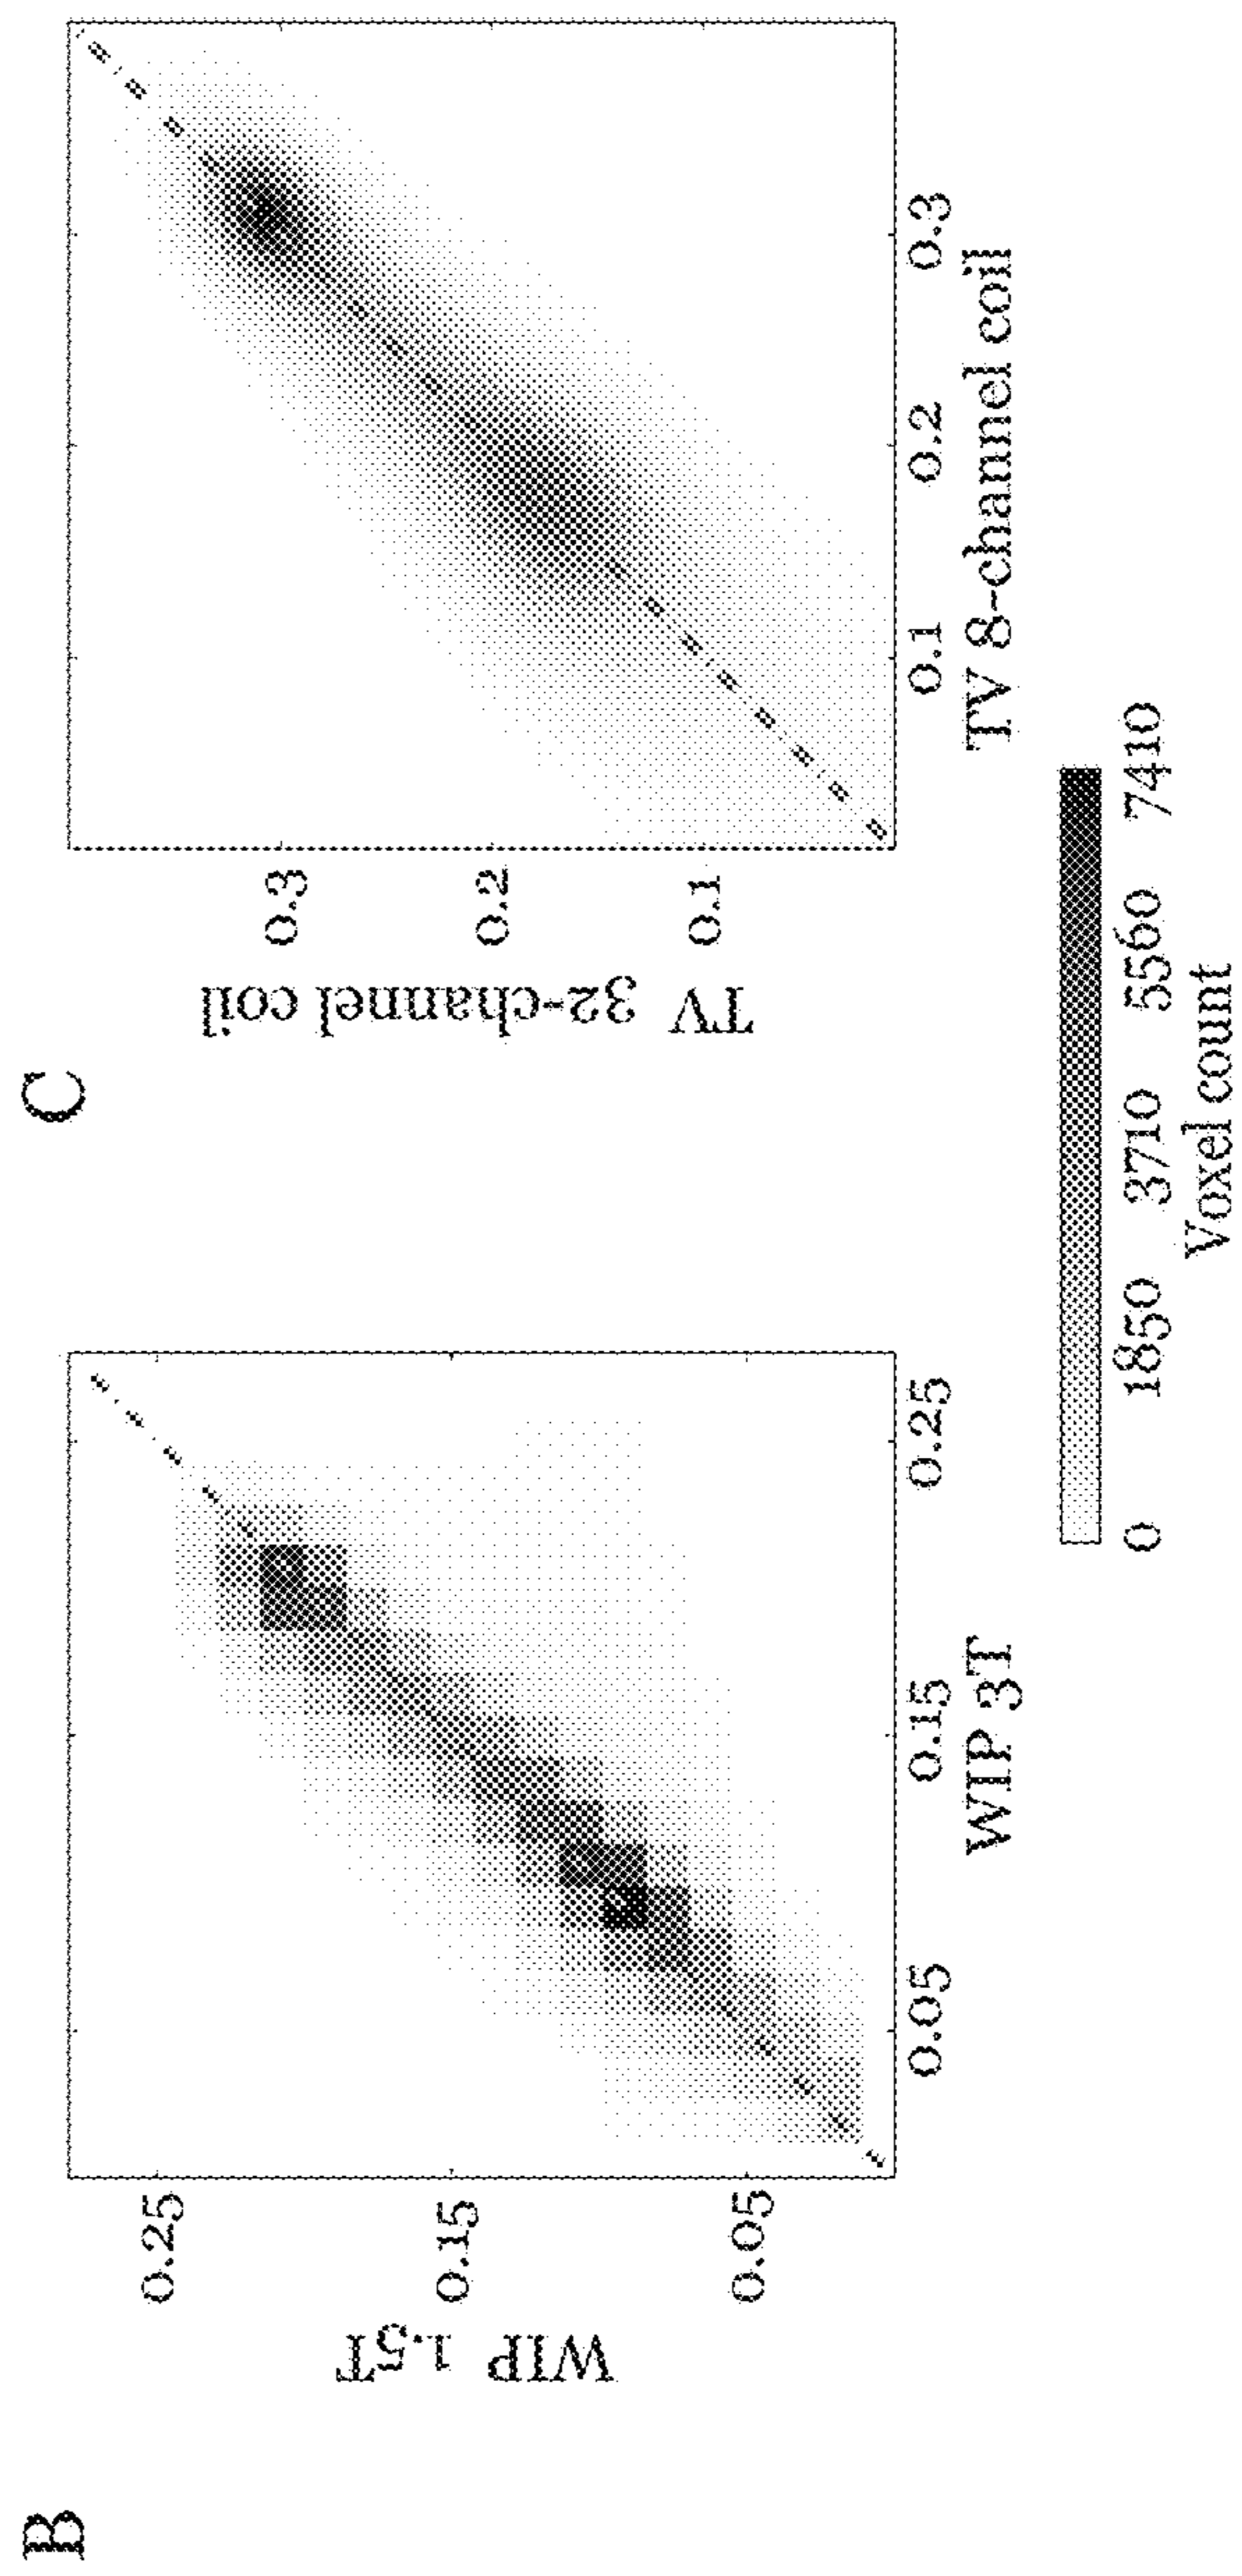 B
WIP 1.5T
0.25
0.15
0.05
0.05
0.15
0.25
WIP 3T
C
TV 32-channel coil
0.3
0.2
0.1
0.1
0.2
0.3
TV 8-channel coil
0 1850 3710 5560 7410
Voxel count